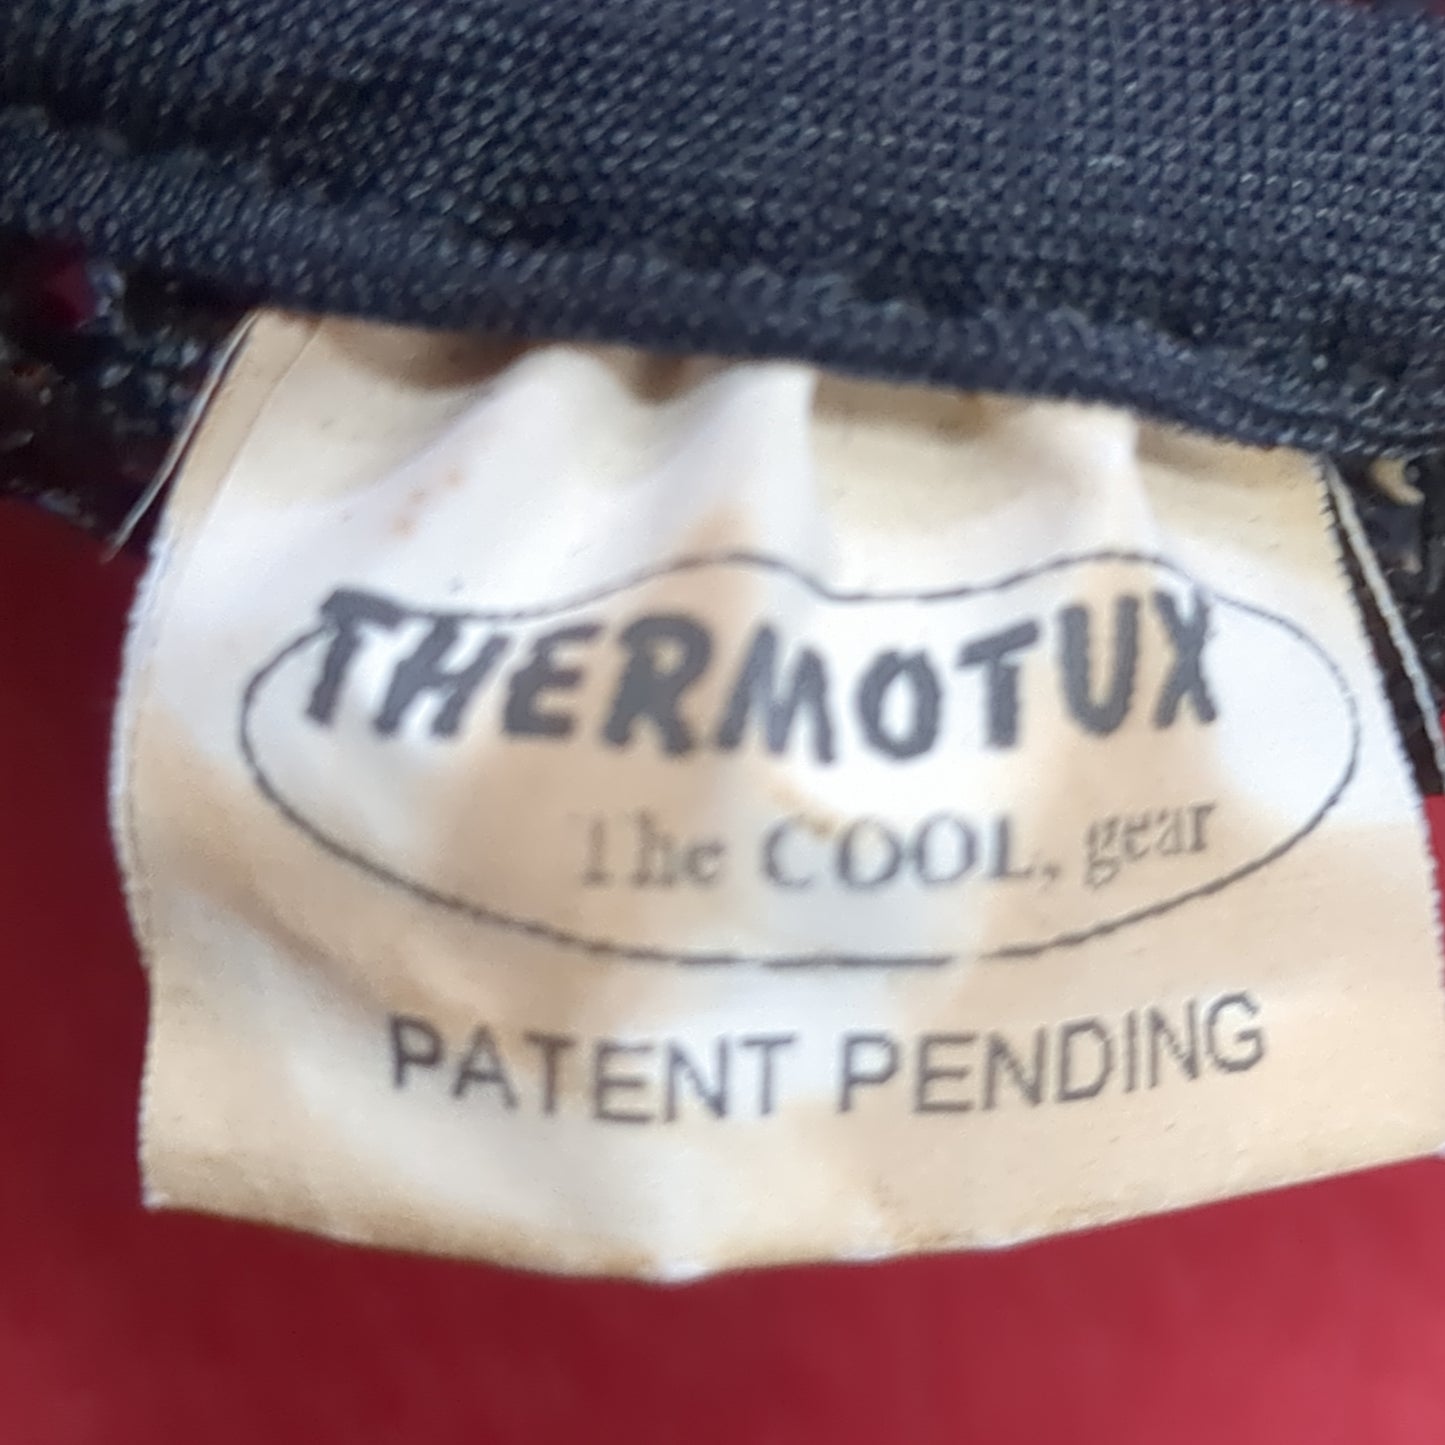 THERMOTUX
The COOL, gear
PATENT PENDING